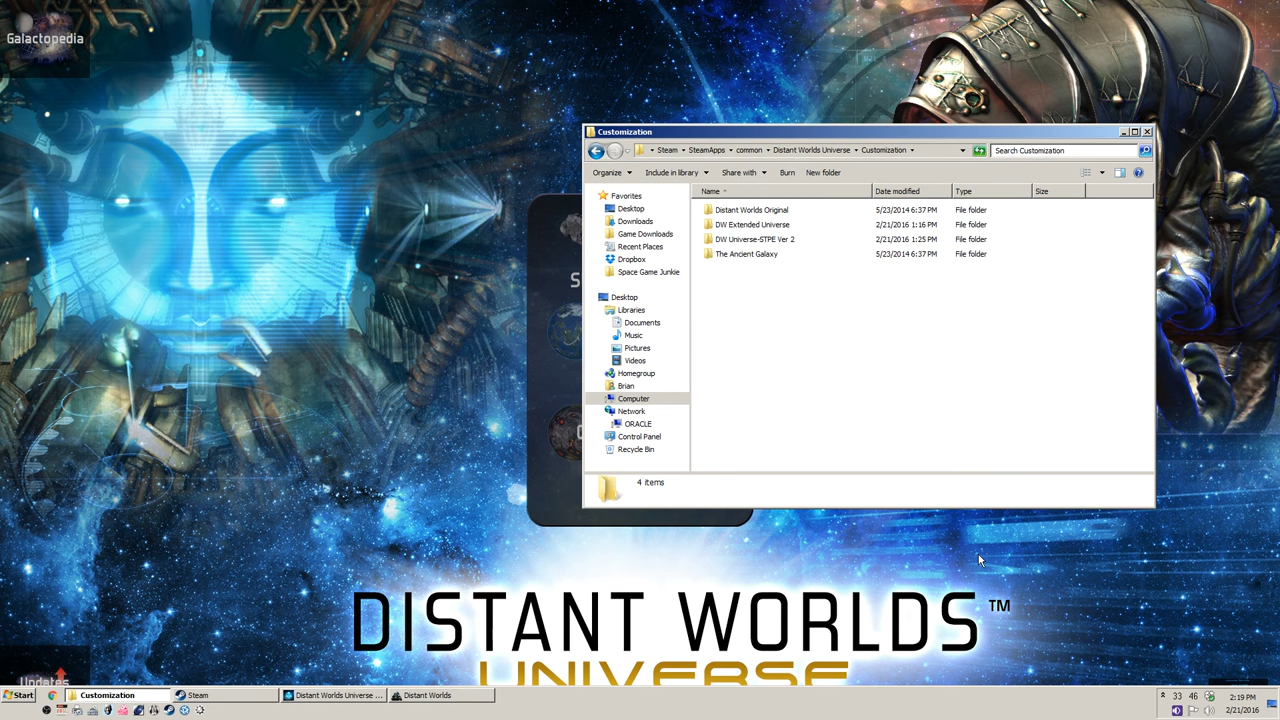 Galactopedia
Customization
Steam
SteamApps
common
Distant Worlds Universe
Customization
Search Customization
Organize
Include in library
Share with
Burn
New folder
Favorites
Desktop
Downloads
Game Downloads
Recent Places
Dropbox
Space Game Junkie
Desktop
Libraries
Documents
Music
Pictures
Videos
Homegroup
Brian
Computer
Network
ORACLE
Control Panel
Recycle Bin
Name Date modified Type Size
Distant Worlds Original 5/23/2014 6:37 PM File folder
DW Extended Universe 2/21/2016 1:16 PM File folder
DW Universe-STPE Ver 2 2/21/2016 1:25 PM File folder
The Ancient Galaxy 5/23/2014 6:37 PM File folder
4 items
S
DISTANT WORLDS™
UNIVERSE
Updates
Start
Customization
Steam
Distant Worlds Universe ...
Distant Worlds
33 46
2:19 PM
2/21/2016